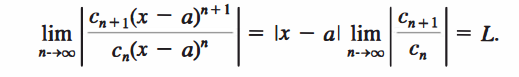 lim_{n→∞} | c_{n+1}(x − a)^{n+1} / c_n(x − a)^n | = |x − a| lim_{n→∞} | c_{n+1} / c_n | = L.